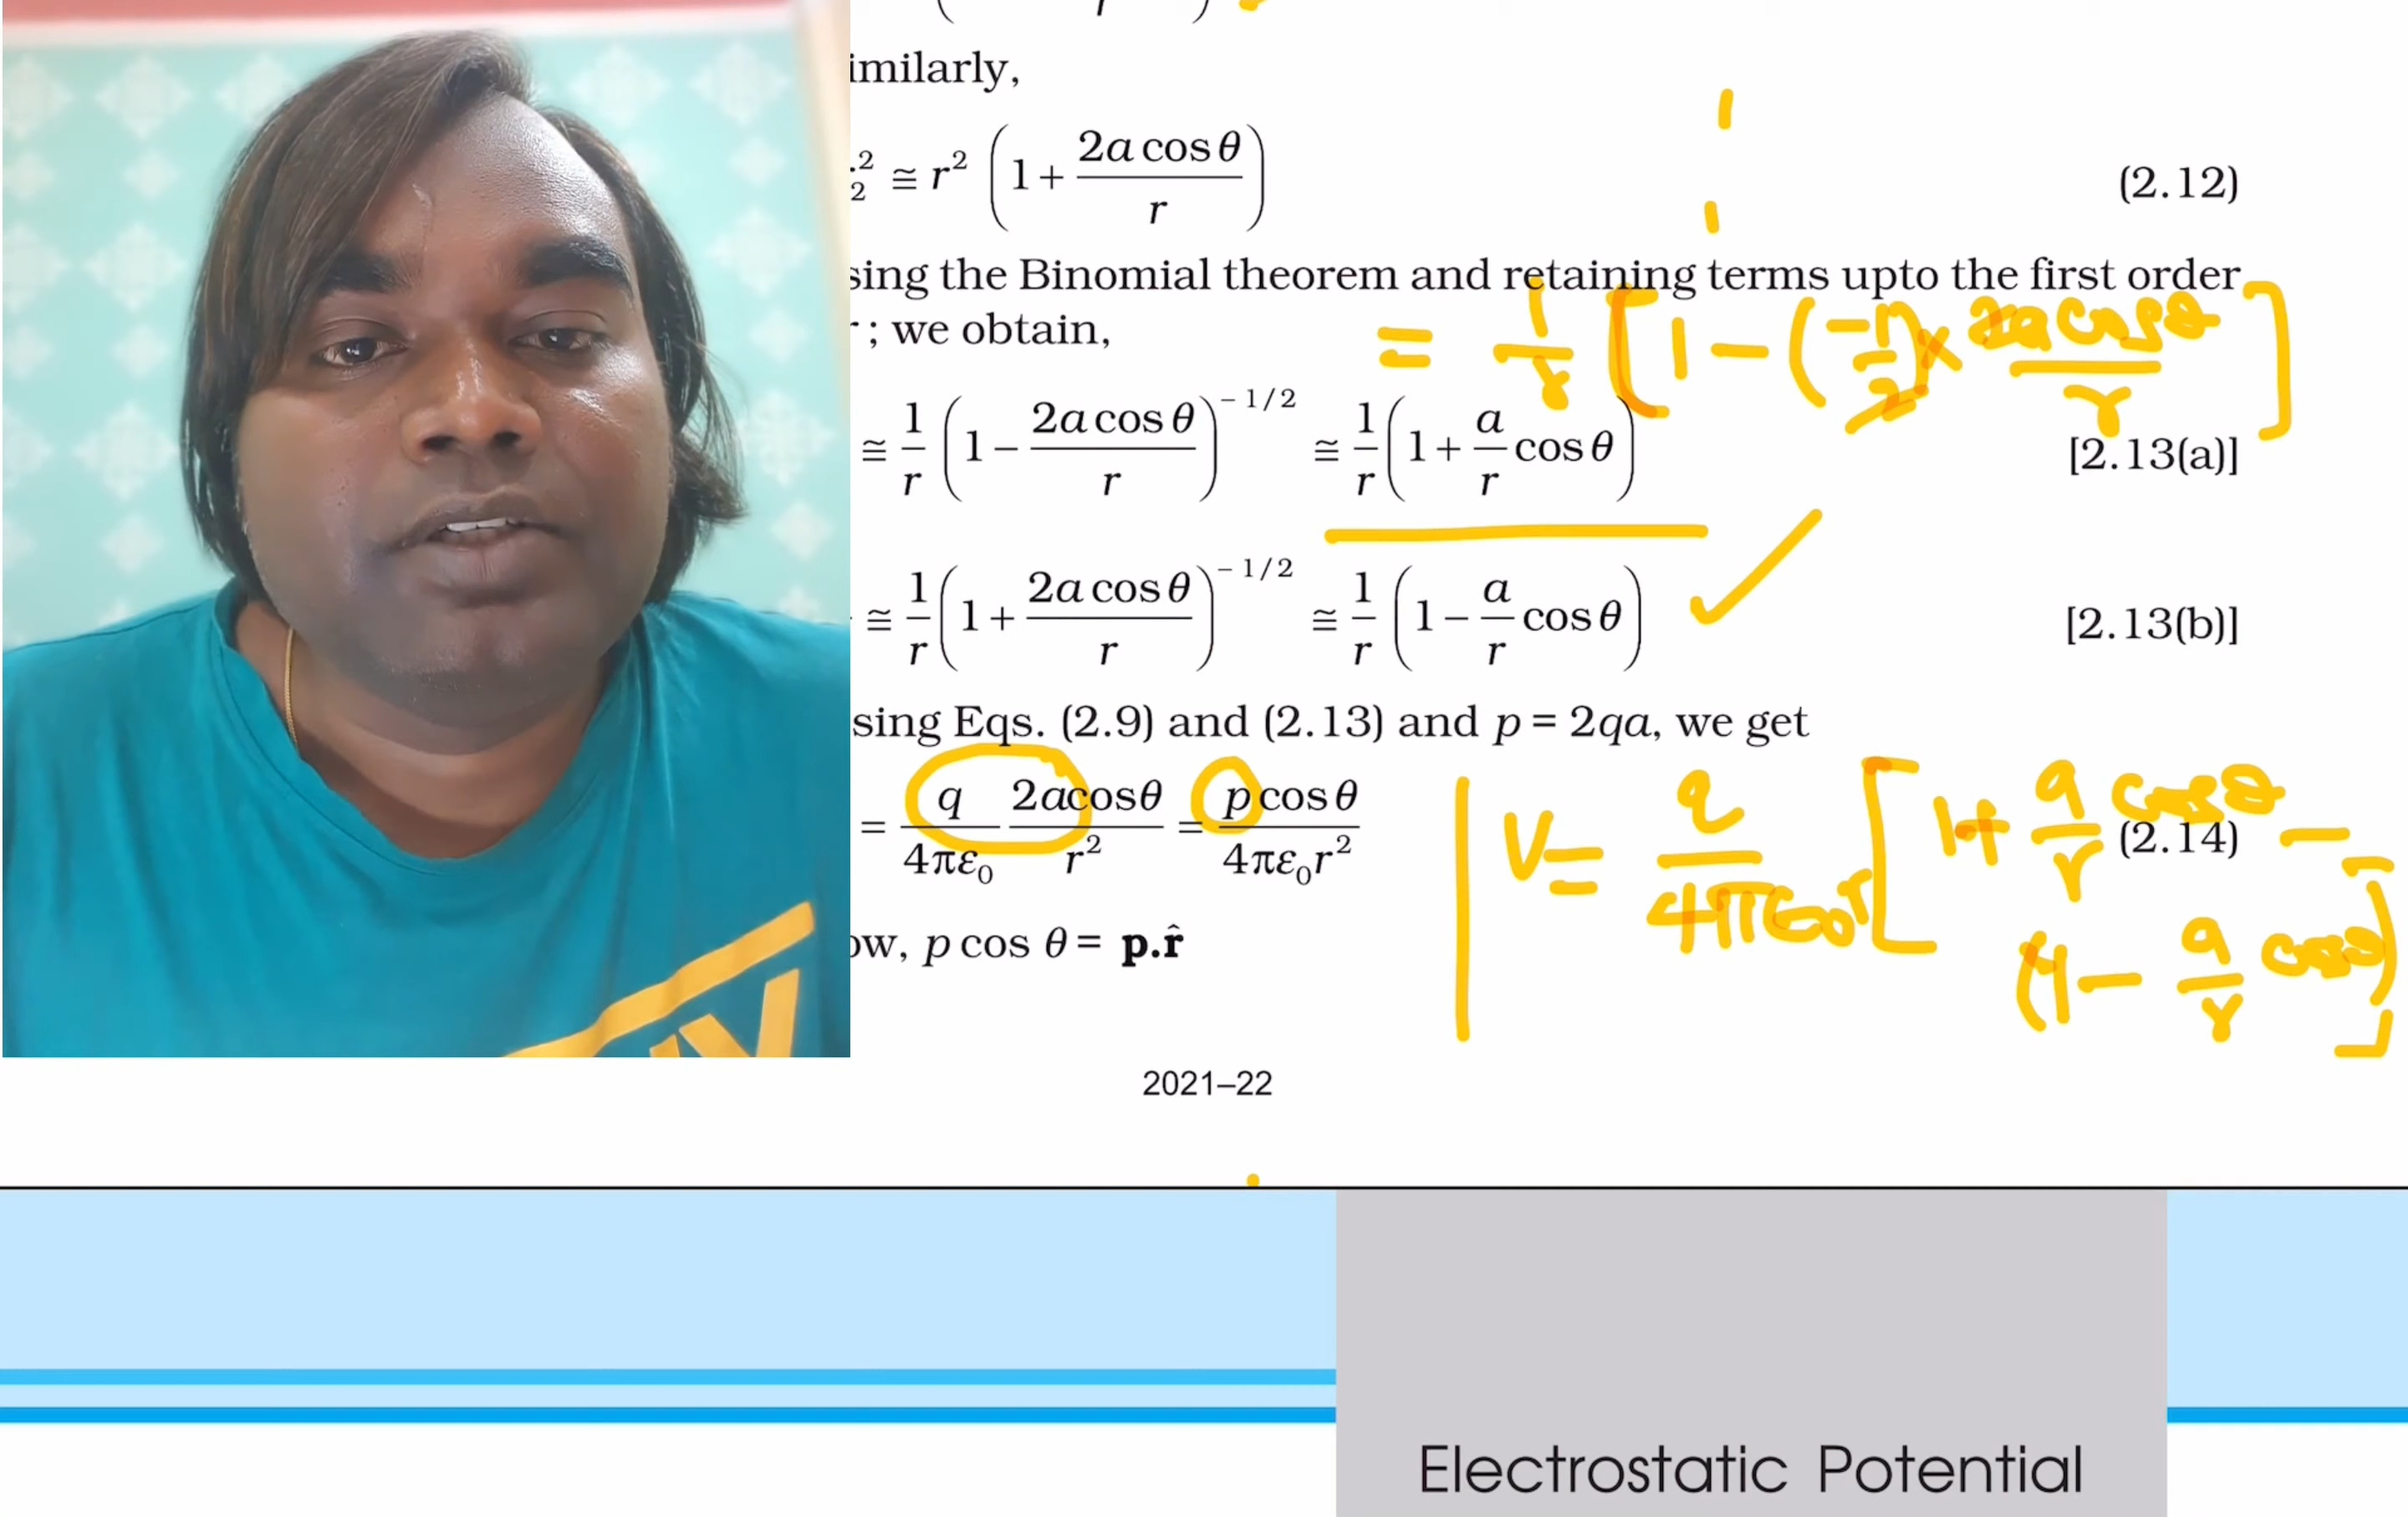 imilarly,
2/2 ≅ r² (1 + 2a cos θ / r) (2.12)
sing the Binomial theorem and retaining terms upto the first order
; we obtain,
= 1/r [1 - (-1/2) × 2a cos θ / r]
≅ 1/r (1 − 2a cos θ / r)^(−1/2) ≅ 1/r (1 + a/r cos θ) [2.13(a)]
≅ 1/r (1 + 2a cos θ / r)^(−1/2) ≅ 1/r (1 − a/r cos θ) [2.13(b)]
sing Eqs. (2.9) and (2.13) and p = 2qa, we get
= q/4πε₀ 2acosθ/r² = p cos θ/4πε₀r² (2.14)
V = q/4πε₀r [1 + a/r cos θ -
(1 - a/r cos θ)]
ow, p cos θ = p.r̂
2021–22
Electrostatic Potential